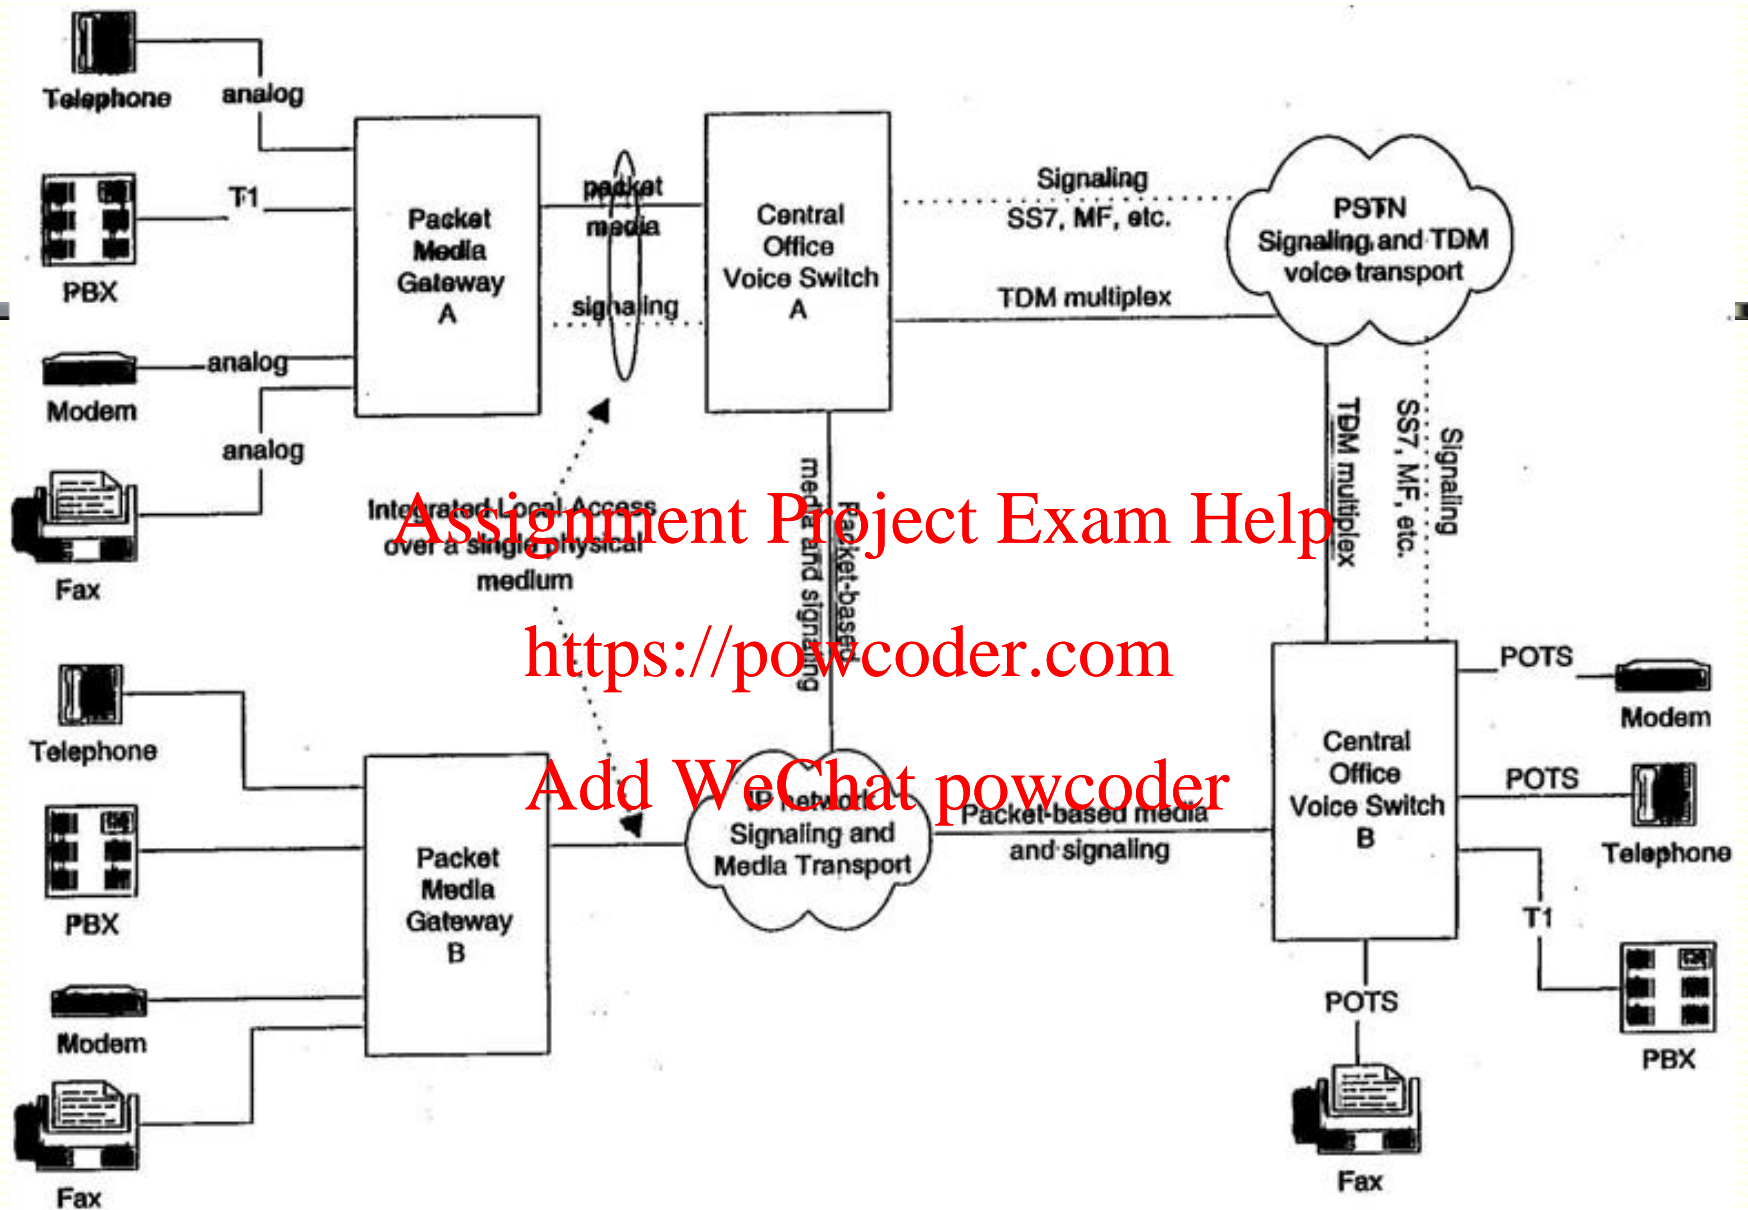 Telephone
analog
PBX
T1
Modem
analog
analog
Fax
Packet
Media
Gateway
A
packet
media
signaling
Central
Office
Voice Switch
A
Signaling
SS7, MF, etc.
TDM multiplex
PSTN
Signaling and TDM
voice transport
Integrated Local Access
over a single physical
medium
Packet-based
media and signaling
TDM multiplex
SS7, MF, etc.
Signaling
Assignment Project Exam Help
https://powcoder.com
Add WeChat powcoder
Telephone
PBX
Modem
Fax
Packet
Media
Gateway
B
IP network
Signaling and
Media Transport
Packet-based media
and signaling
Central
Office
Voice Switch
B
POTS
Modem
POTS
Telephone
T1
PBX
POTS
Fax